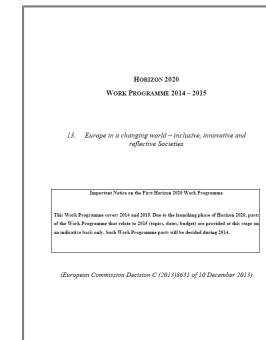 HORIZON 2020
WORK PROGRAMME 2014 – 2015
13. Europe in a changing world – inclusive, innovative and
reflective Societies
Important Notice on the First Horizon 2020 Work Programme
This Work Programme covers 2014 and 2015. Due to the launching phase of Horizon 2020, parts
of the Work Programme that relate to 2015 (topics, dates, budget) are provided at this stage on
an indicative basis only. Such Work Programme parts will be decided during 2014.
(European Commission Decision C (2013)8631 of 10 December 2013)